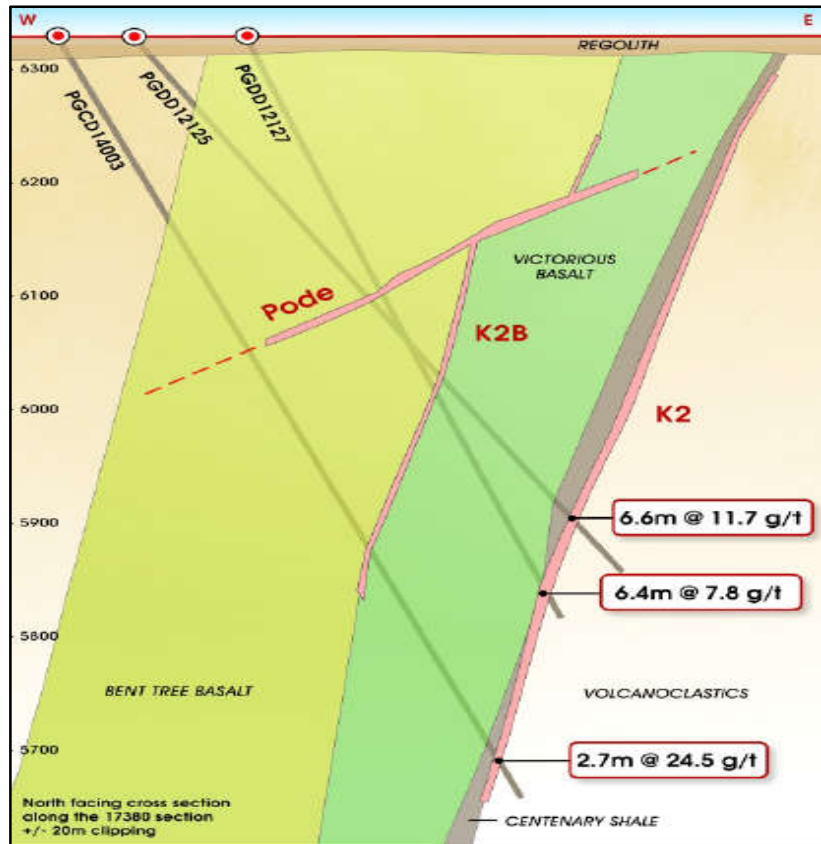 W
E
REGOLITH
6300
PGCD14003
PGDD12125
PGDD12127
6200
VICTORIOUS
BASALT
6100
Pode
K2B
6000
K2
5900
6.6m @ 11.7 g/t
6.4m @ 7.8 g/t
5800
BENT TREE BASALT
VOLCANOCLASTICS
5700
2.7m @ 24.5 g/t
North facing cross section
along the 17380 section
+/- 20m clipping
CENTENARY SHALE